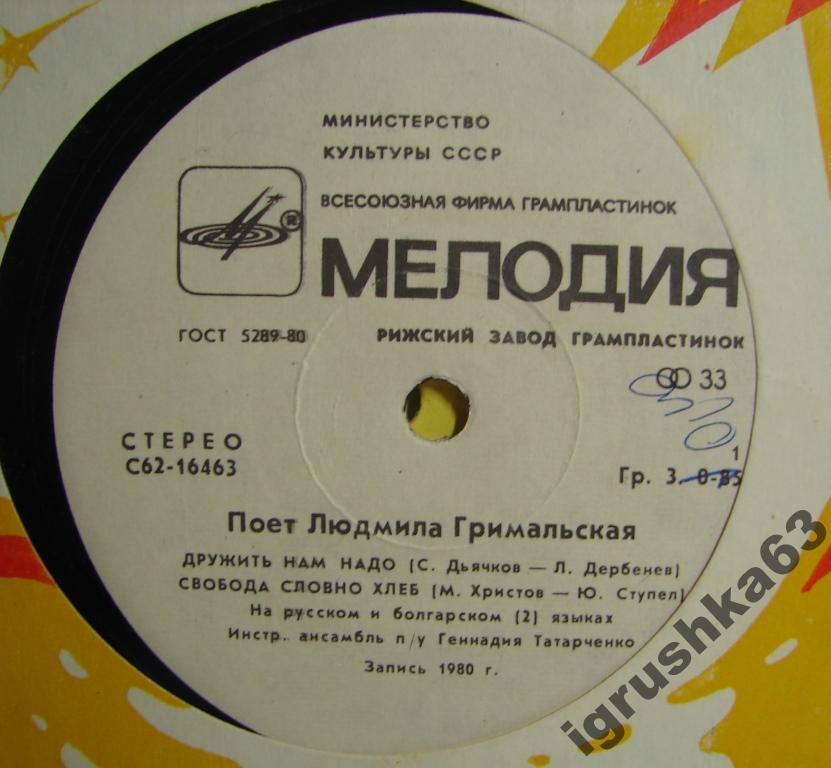 МИНИСТЕРСТВО
КУЛЬТУРЫ СССР
ВСЕСОЮЗНАЯ ФИРМА ГРАМПЛАСТИНОК
®
МЕЛОДИЯ
ГОСТ 5289-80 РИЖСКИЙ ЗАВОД ГРАМПЛАСТИНОК
33
СТЕРЕО
С62-16463
1
Гр. 3.
Поет Людмила Гримальская
ДРУЖИТЬ НАМ НАДО (С. Дьячков — Л. Дербенев)
СВОБОДА СЛОВНО ХЛЕБ (М. Христов — Ю. Ступел)
На русском и болгарском (2) языках
Инстр. ансамбль п/у Геннадия Татарченко
Запись 1980 г.
igrushka63